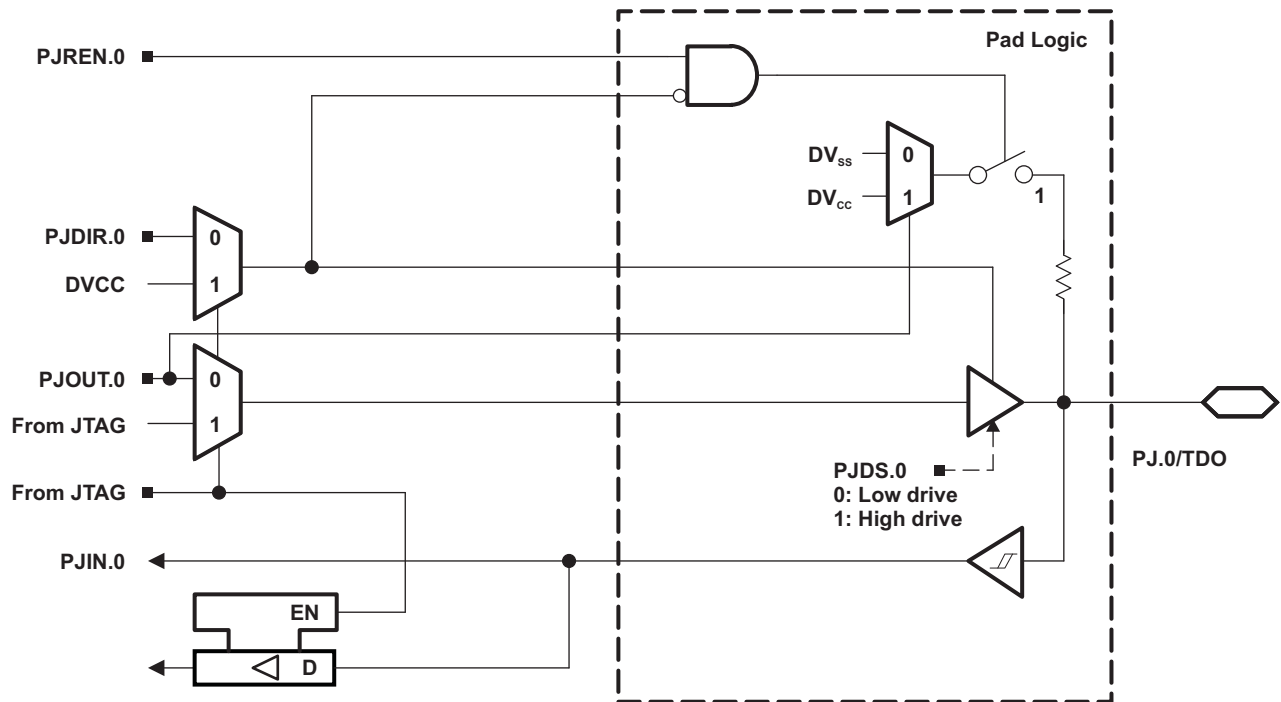 Pad Logic
PJREN.0
DVSS
0
DVCC
1
1
PJDIR.0
0
DVCC
1
PJOUT.0
0
From JTAG
1
PJ.0/TDO
PJDS.0
0: Low drive
1: High drive
From JTAG
PJIN.0
EN
D